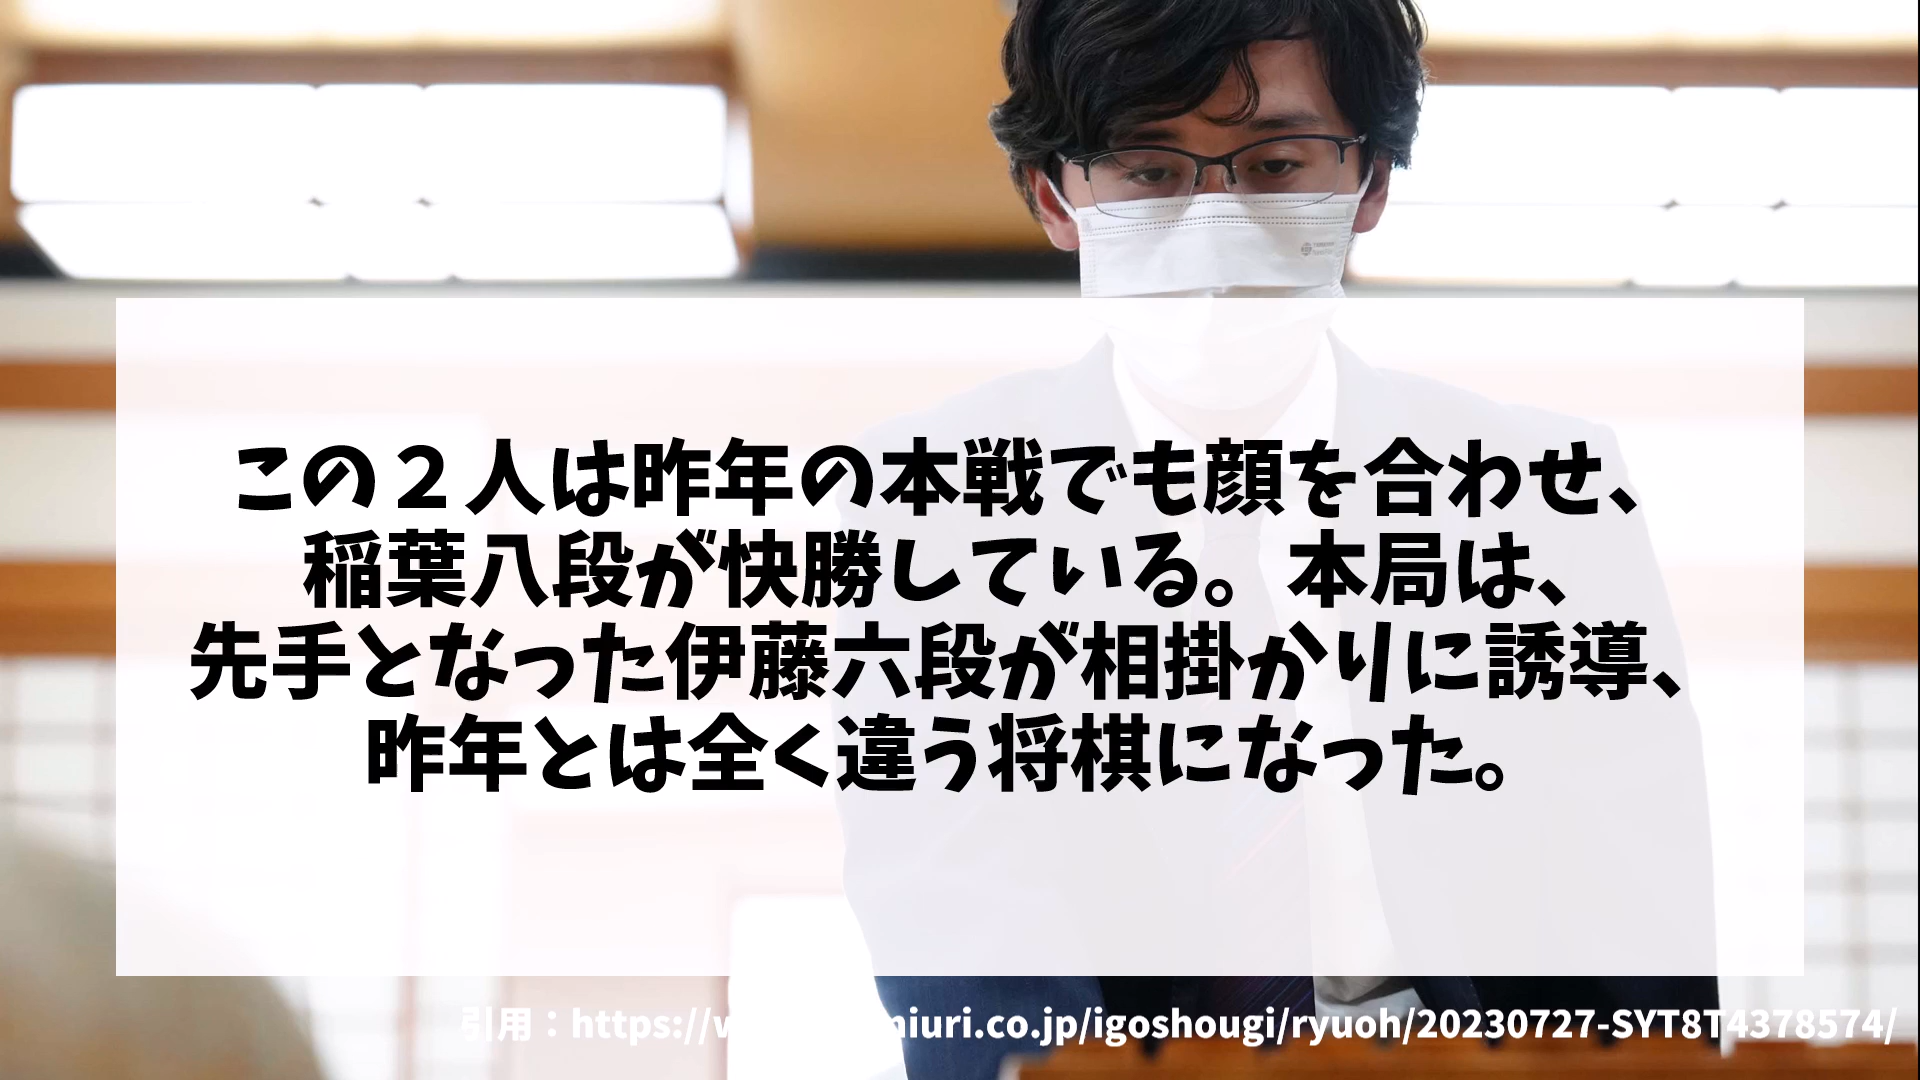 この２人は昨年の本戦でも顔を合わせ、
稲葉八段が快勝している。本局は、
先手となった伊藤六段が相掛かりに誘導、
昨年とは全く違う将棋になった。
引用：https://w miuri.co.jp/igoshougi/ryuoh/20230727-SYT8T4378574/